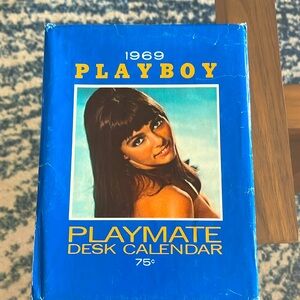 1969
PLAYBOY
PLAYMATE
DESK CALENDAR
75¢